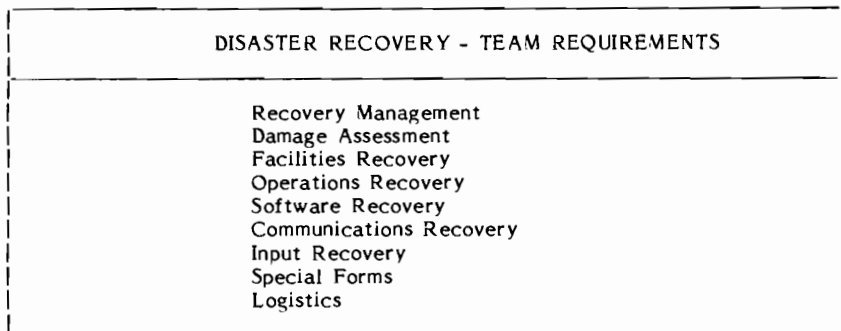 DISASTER RECOVERY - TEAM REQUIREMENTS
Recovery Management
Damage Assessment
Facilities Recovery
Operations Recovery
Software Recovery
Communications Recovery
Input Recovery
Special Forms
Logistics